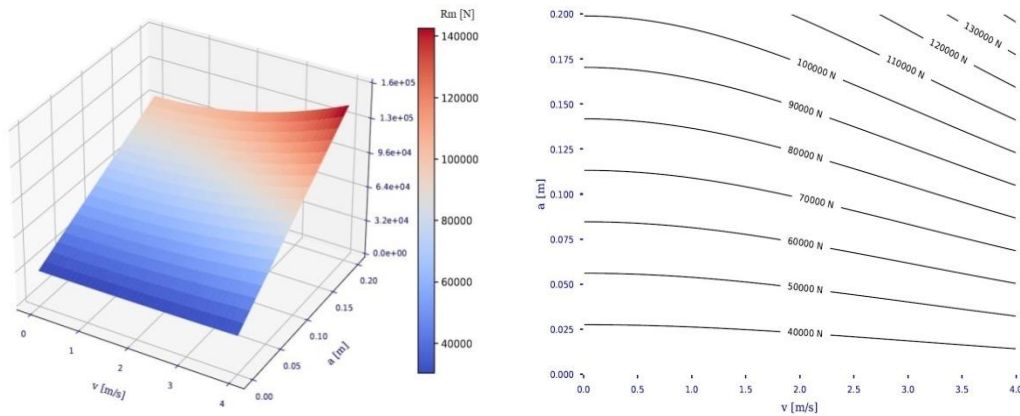 Rm [N]
140000
120000
100000
80000
60000
40000
1.6e+05
1.3e+05
9.6e+04
6.4e+04
3.2e+04
0.0e+00
0.20
0.15
0.10
0.05
0.00
a [m]
0
1
2
3
4
v [m/s]
0.200
0.175
0.150
0.125
0.100
0.075
0.050
0.025
0.000
a [m]
130000 N
120000 N
110000 N
100000 N
90000 N
80000 N
70000 N
60000 N
50000 N
40000 N
0.0 0.5 1.0 1.5 2.0 2.5 3.0 3.5 4.0
v [m/s]